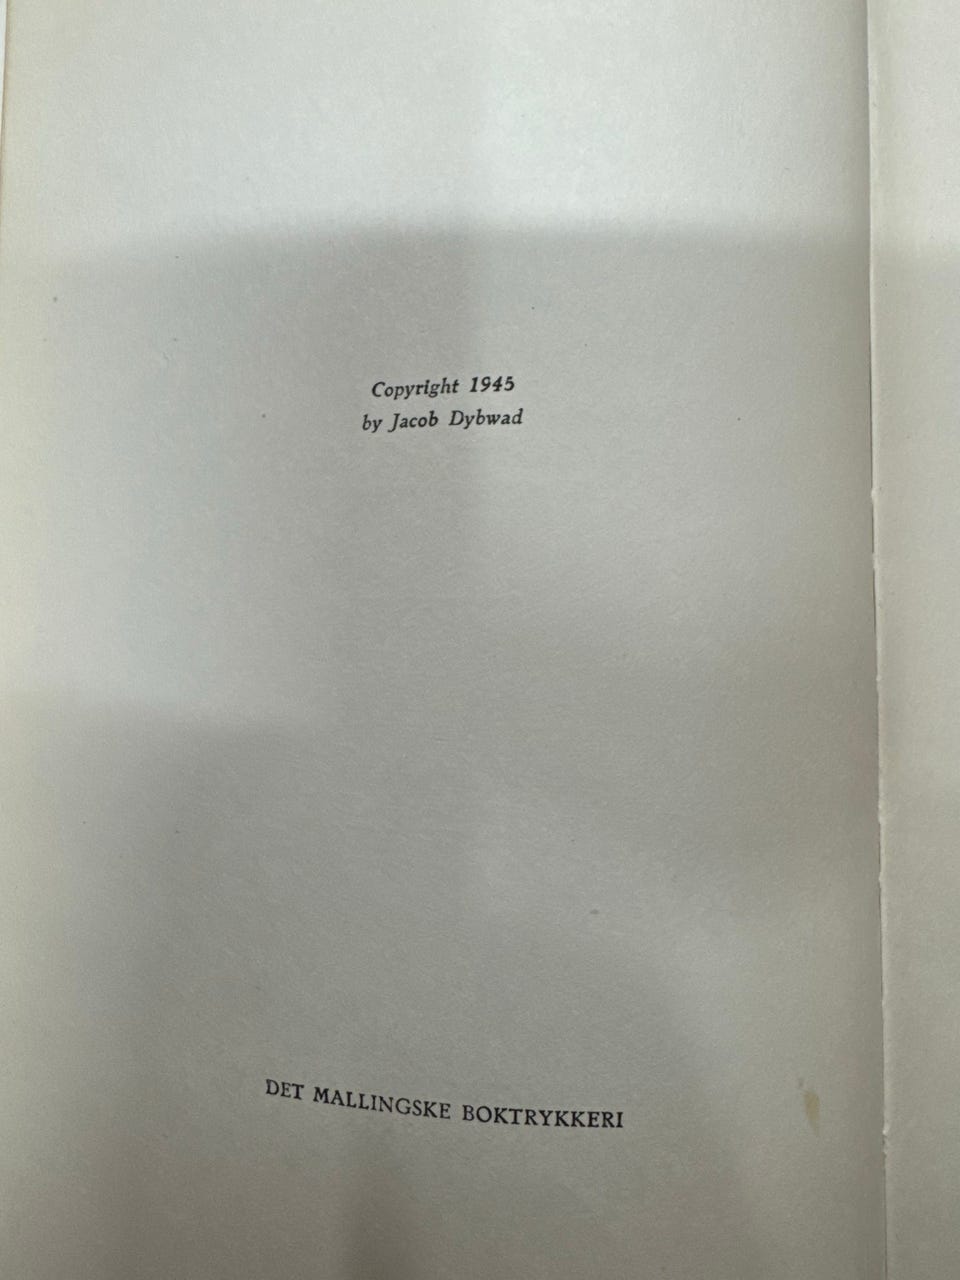 Copyright 1945
by Jacob Dybwad
DET MALLINGSKE BOKTRYKKERI